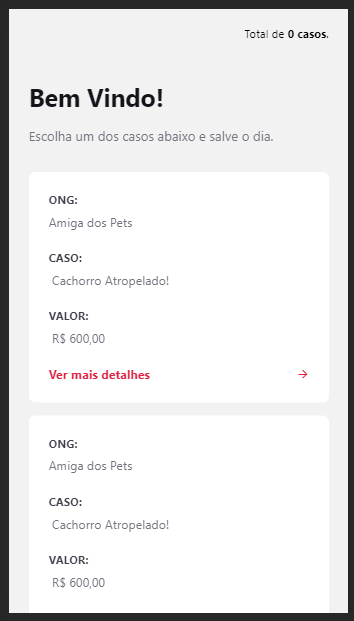 Total de 0 casos.
Bem Vindo!
Escolha um dos casos abaixo e salve o dia.
ONG:
Amiga dos Pets
CASO:
Cachorro Atropelado!
VALOR:
R$ 600,00
Ver mais detalhes →
ONG:
Amiga dos Pets
CASO:
Cachorro Atropelado!
VALOR:
R$ 600,00